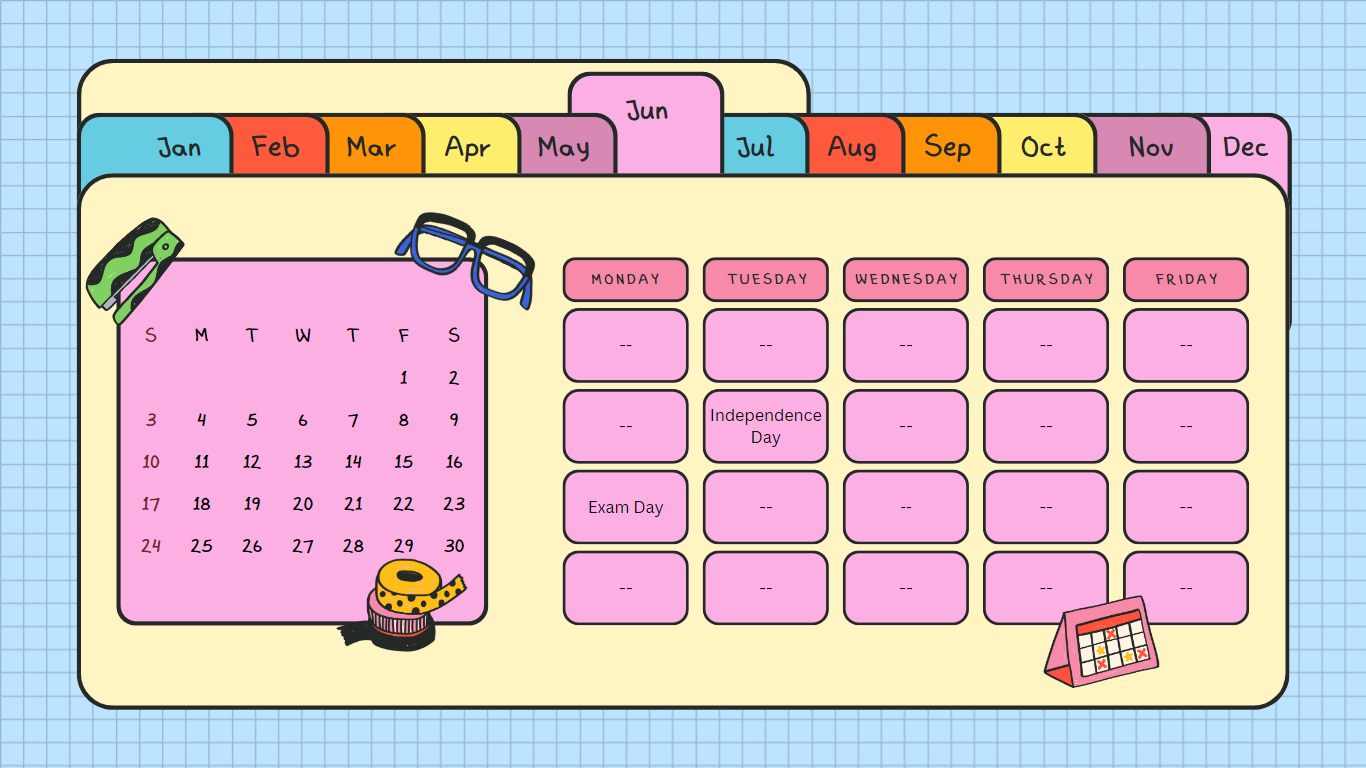 Jun
Jan Feb Mar Apr May Jul Aug Sep Oct Nov Dec
S M T W T F S
1 2
3 4 5 6 7 8 9
10 11 12 13 14 15 16
17 18 19 20 21 22 23
24 25 26 27 28 29 30
MONDAY TUESDAY WEDNESDAY THURSDAY FRIDAY
-- -- -- -- --
-- Independence Day -- -- --
Exam Day -- -- -- --
-- -- -- -- --